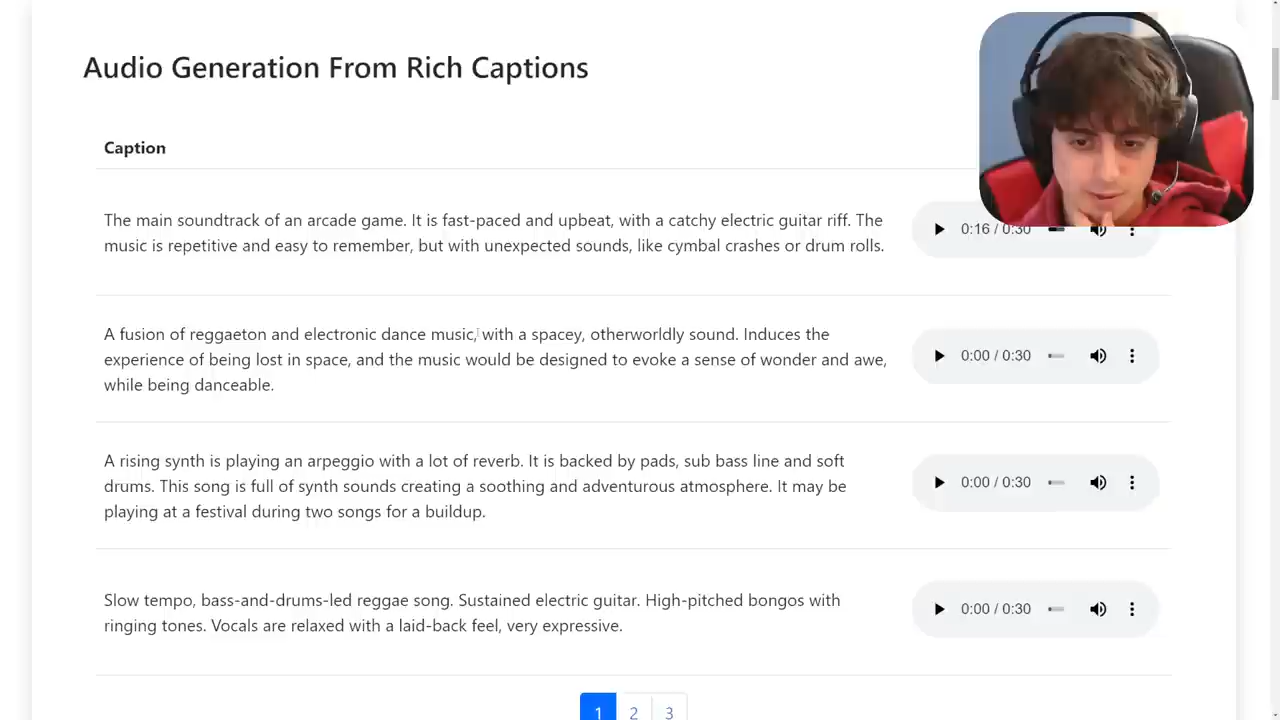 Audio Generation From Rich Captions
Caption
The main soundtrack of an arcade game. It is fast-paced and upbeat, with a catchy electric guitar riff. The
music is repetitive and easy to remember, but with unexpected sounds, like cymbal crashes or drum rolls.
0:16 / 0:30
A fusion of reggaeton and electronic dance music, with a spacey, otherworldly sound. Induces the
experience of being lost in space, and the music would be designed to evoke a sense of wonder and awe,
while being danceable.
0:00 / 0:30
A rising synth is playing an arpeggio with a lot of reverb. It is backed by pads, sub bass line and soft
drums. This song is full of synth sounds creating a soothing and adventurous atmosphere. It may be
playing at a festival during two songs for a buildup.
0:00 / 0:30
Slow tempo, bass-and-drums-led reggae song. Sustained electric guitar. High-pitched bongos with
ringing tones. Vocals are relaxed with a laid-back feel, very expressive.
0:00 / 0:30
1 2 3